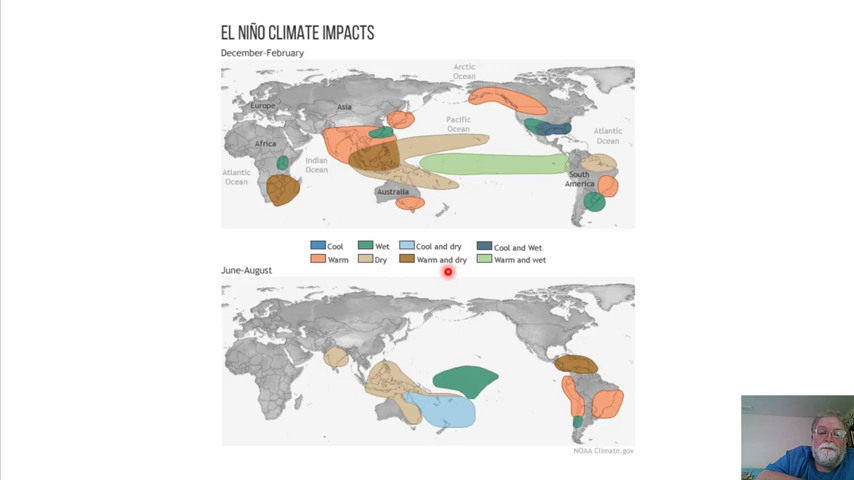 EL NIÑO CLIMATE IMPACTS
December-February
Arctic
Ocean
Europe
Asia
Pacific
Ocean
Atlantic
Ocean
Africa
Indian
Ocean
Atlantic
Ocean
South
America
Australia
Cool Wet Cool and dry Cool and Wet
Warm Dry Warm and dry Warm and wet
June-August
NOAA Climate.gov